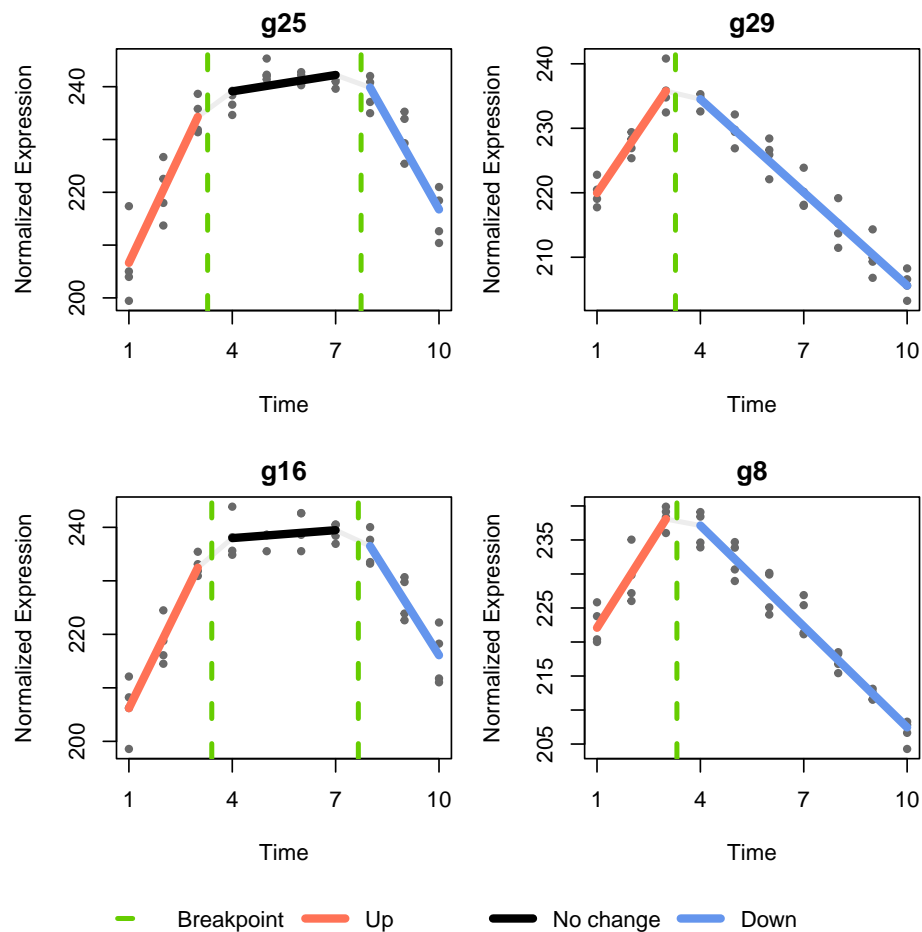 g25
Normalized Expression
240
220
200
1 4 7 10
Time
g29
Normalized Expression
240
230
220
210
1 4 7 10
Time
g16
Normalized Expression
240
220
200
1 4 7 10
Time
g8
Normalized Expression
235
225
215
205
1 4 7 10
Time
Breakpoint Up No change Down